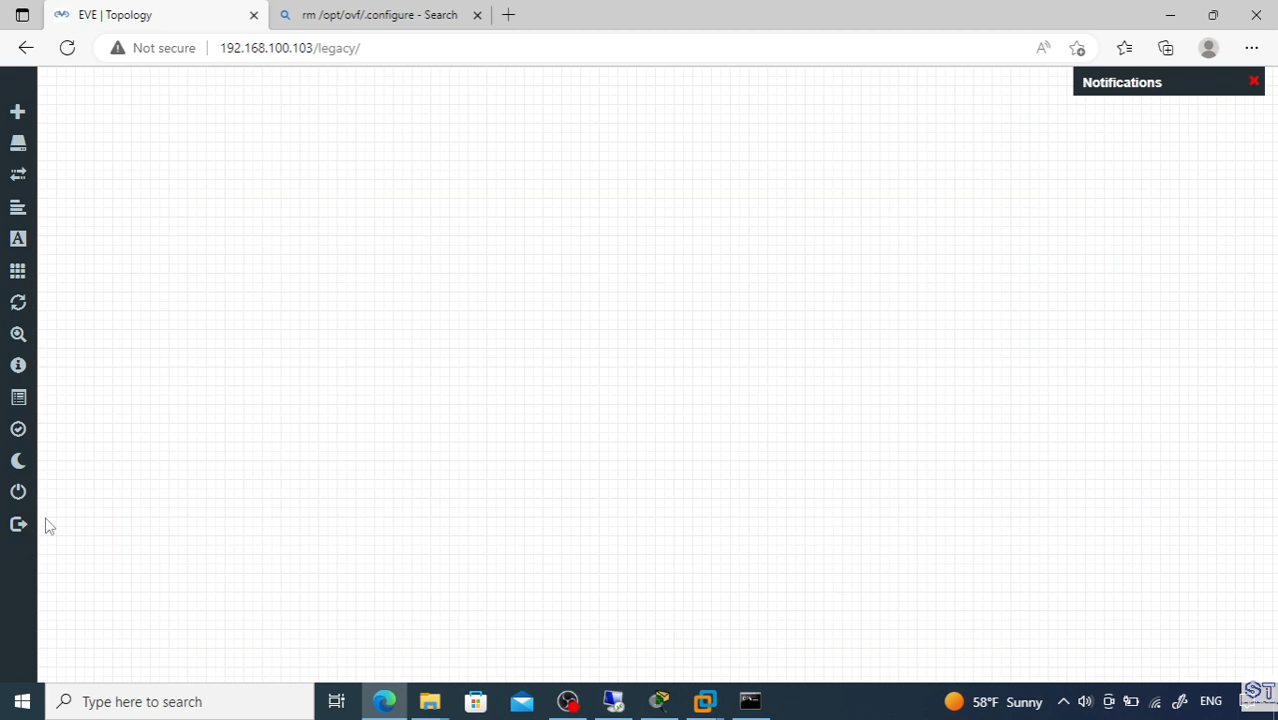 EVE | Topology
rm /opt/ovf/.configure - Search
Not secure
192.168.100.103/legacy/
Notifications
A
Type here to search
58°F Sunny
ENG
ST